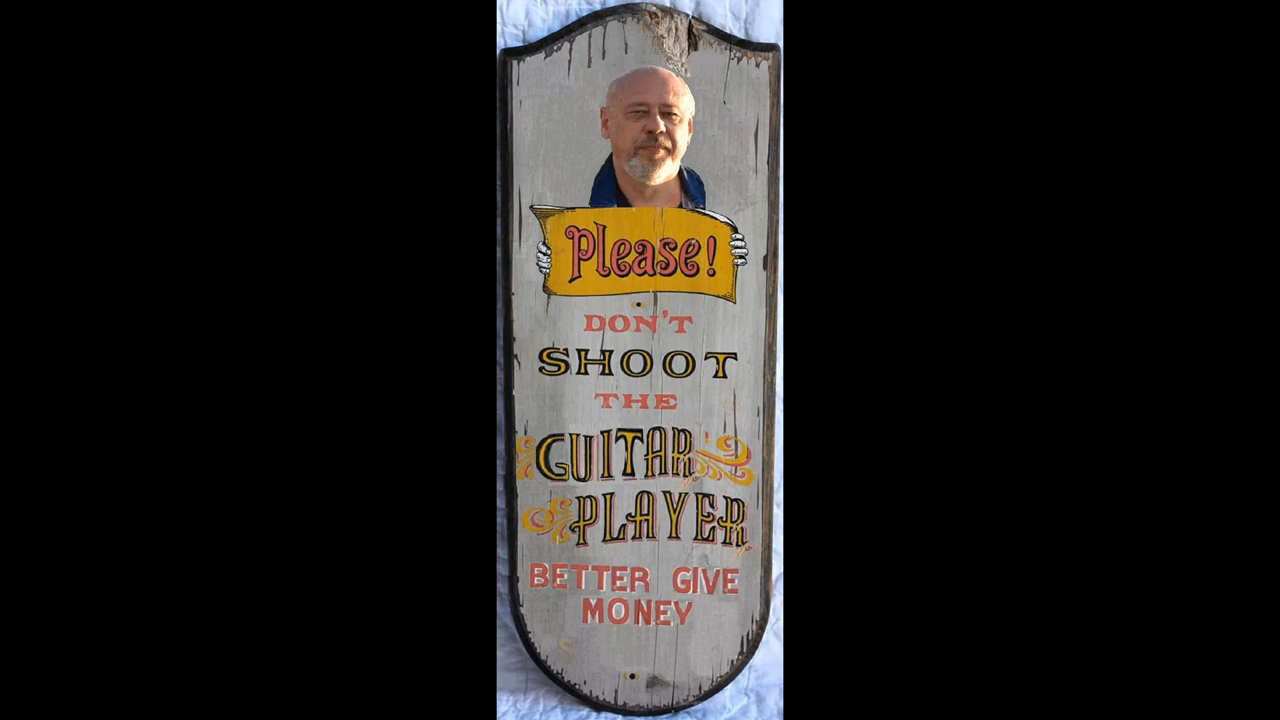 Please!
DON'T
SHOOT
THE
GUITAR
PLAYER
BETTER GIVE
MONEY